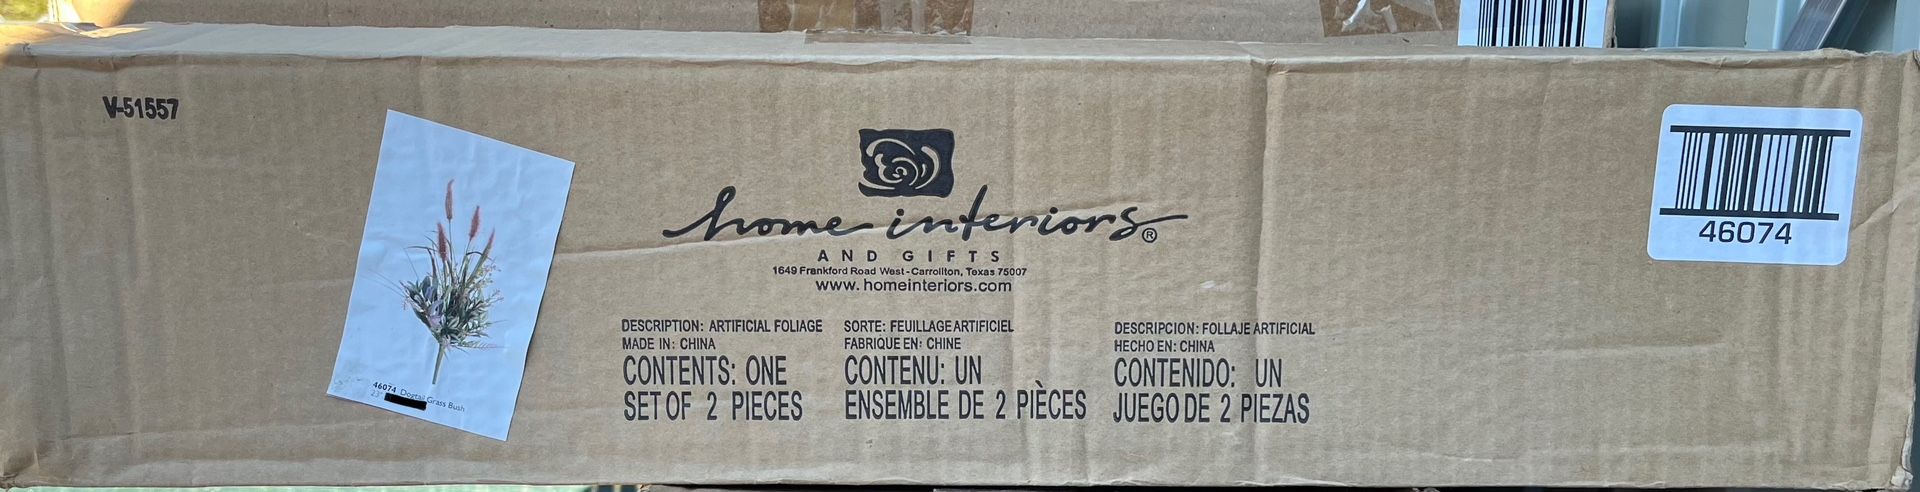 V-51557
46074 Dogtail Grass Bush
23"
home interiors®
AND GIFTS
1649 Frankford Road West - Carrollton, Texas 75007
www.homeinteriors.com
DESCRIPTION: ARTIFICIAL FOLIAGE
MADE IN: CHINA
CONTENTS: ONE
SET OF 2 PIECES
SORTE: FEUILLAGE ARTIFICIEL
FABRIQUE EN: CHINE
CONTENU: UN
ENSEMBLE DE 2 PIÈCES
DESCRIPCION: FOLLAJE ARTIFICIAL
HECHO EN: CHINA
CONTENIDO: UN
JUEGO DE 2 PIEZAS
46074